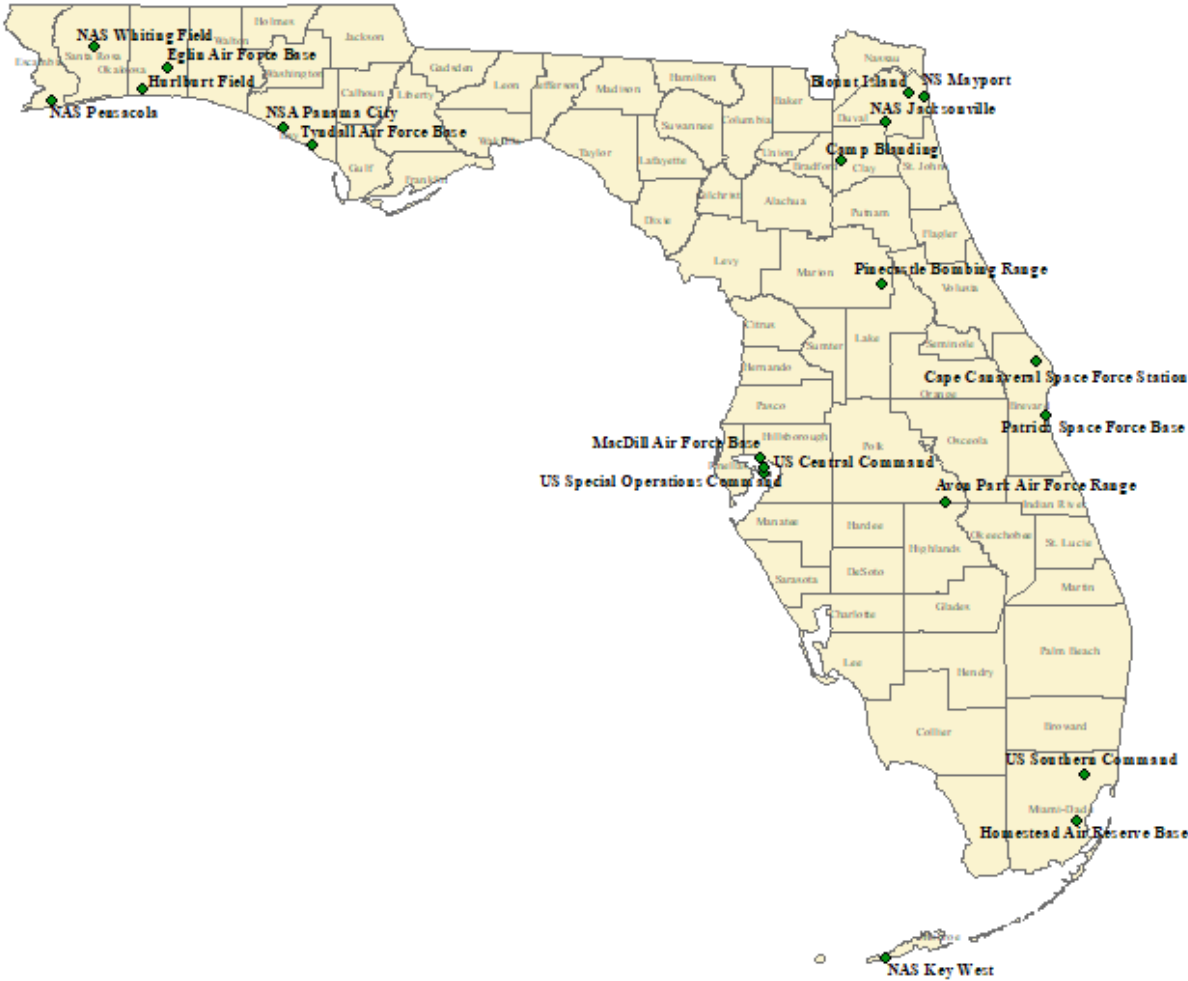 Holmes
NAS Whiting Field
Walton
Jackson
Santa Rosa
Eglin Air Force Base
Escambia
Okaloosa
Washington
Gadsden
Hurlburt Field
Calhoun
Liberty
Leon
Jefferson
Madison
Hamilton
Nassau
Blount Island
NS Mayport
NAS Pensacola
NSA Panama City
Tyndall Air Force Base
Baker
Columbia
Suwannee
Duval
NAS Jacksonville
Gulf
Franklin
Taylor
Lafayette
Union
Bradford
Camp Blanding
Clay
St. Johns
Gilchrist
Alachua
Putnam
Dixie
Flagler
Levy
Marion
Pinecastle Bombing Range
Volusia
Citrus
Sumter
Lake
Seminole
Hernando
Cape Canaveral Space Force Station
Orange
Pasco
Brevard
Patrick Space Force Base
MacDill Air Force Base
Hillsborough
Polk
Osceola
Pinellas
US Central Command
US Special Operations Command
Avon Park Air Force Range
Indian River
Manatee
Hardee
Highlands
Okeechobee
St. Lucie
Sarasota
DeSoto
Martin
Charlotte
Glades
Lee
Hendry
Palm Beach
Collier
Broward
US Southern Command
Miami-Dade
Homestead Air Reserve Base
NAS Key West